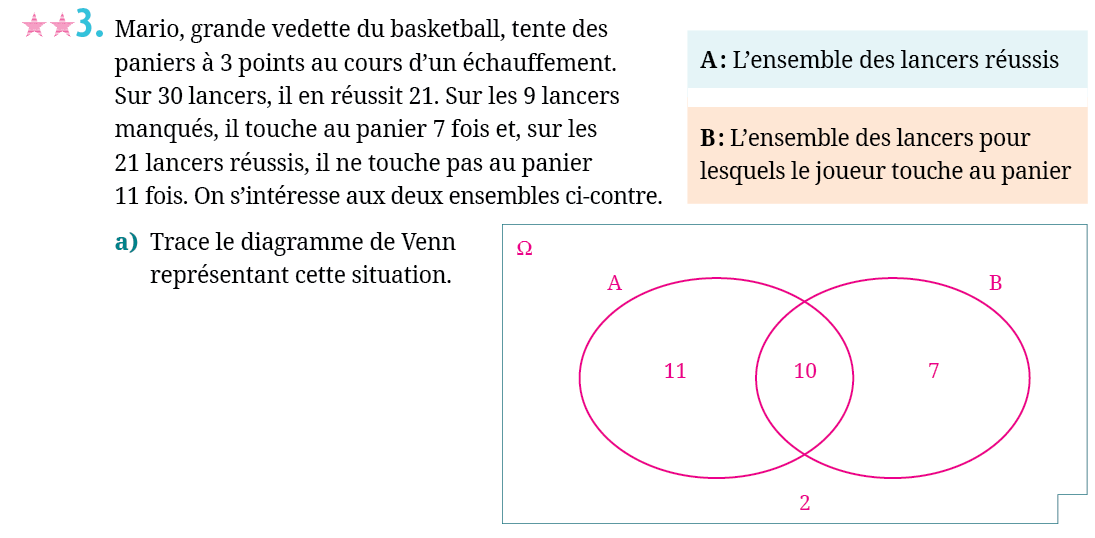 3. Mario, grande vedette du basketball, tente des
paniers à 3 points au cours d’un échauffement.
Sur 30 lancers, il en réussit 21. Sur les 9 lancers
manqués, il touche au panier 7 fois et, sur les
21 lancers réussis, il ne touche pas au panier
11 fois. On s’intéresse aux deux ensembles ci-contre.
A : L’ensemble des lancers réussis
B : L’ensemble des lancers pour
lesquels le joueur touche au panier
a) Trace le diagramme de Venn
représentant cette situation.
Ω
A B
11 10 7
2